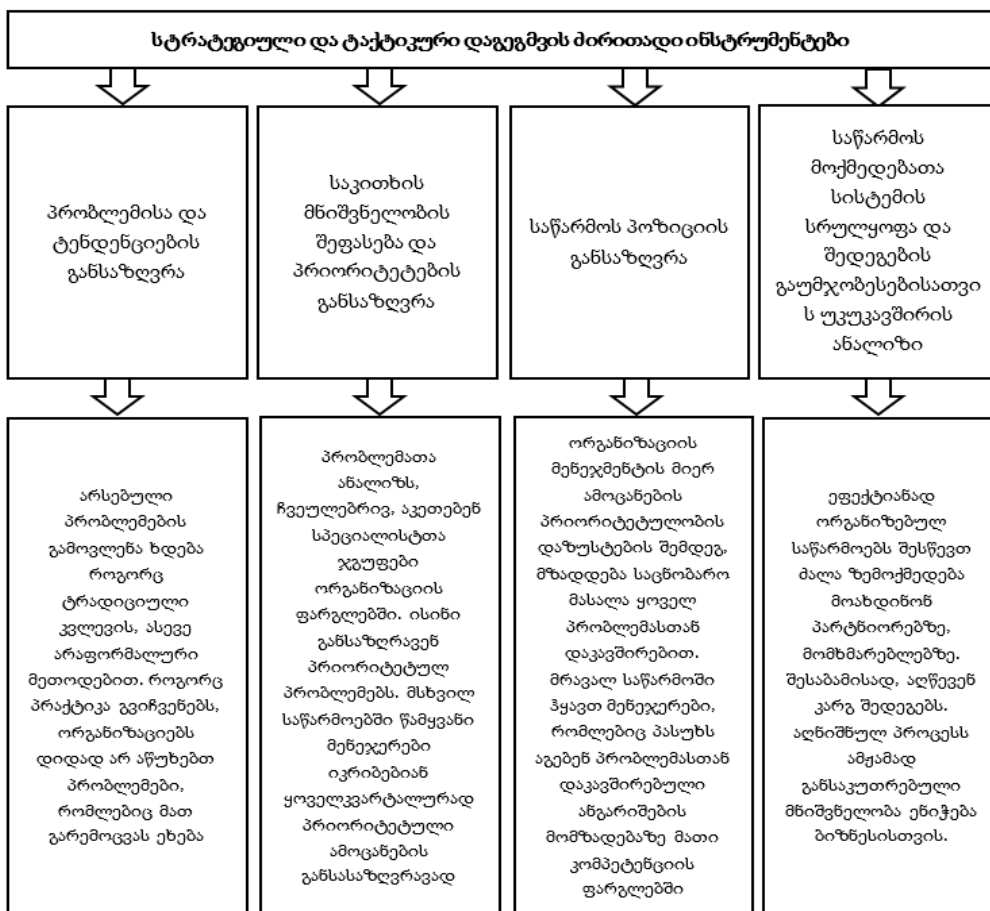 სტრატეგიული და ტაქტიკური დაგეგმვის ძირითადი ინსტრუმენტები
პრობლემისა და
ტენდენციების
განსაზღვრა
საკითხის
მნიშვნელობის
შეფასება და
პრიორიტეტების
განსაზღვრა
საწარმოს პოზიციის
განსაზღვრა
საწარმოს
მოქმედებათა
სისტემის
სრულყოფა და
შედეგების
გაუმჯობესებისათვი
ს უკუკავშირის
ანალიზი
არსებული
პრობლემების
გამოვლენა ხდება
როგორც
ტრადიციული
კვლევის, ასევე
არაფორმალური
მეთოდებით. როგორც
პრაქტიკა გვიჩვენებს,
ორგანიზაციებს
დიდად არ აწუხებთ
პრობლემები,
რომლებიც მათ
გარემოცვას ეხება
პრობლემათა
ანალიზს,
ჩვეულებრივ, აკეთებენ
სპეციალისტთა
ჯგუფები
ორგანიზაციის
ფარგლებში. ისინი
განსაზღრავენ
პრიორიტეტულ
პრობლემებს. მსხვილ
საწარმოებში წამყვანი
მენეჯერები
იკრიბებიან
ყოველკვარტალურად
პრიორიტეტული
ამოცანების
განსასაზღვრავად
ორგანიზაციის
მენეჯმენტის მიერ
ამოცანების
პრიორიტეტულობის
დაზუსტების შემდეგ,
მზადდება საცნობარო
მასალა ყოველ
პრობლემასთან
დაკავშირებით.
მრავალ საწარმოში
ჰყავთ მენეჯერები,
რომლებიც პასუხს
აგებენ პრობლემასთან
დაკავშირებული
ანგარიშების
მომზადებაზე მათი
კომპეტენციის
ფარგლებში
ეფექტიანად
ორგანიზებულ
საწარმოებს შესწევთ
ძალა ზემოქმედება
მოახდინონ
პარტნიორებზე,
მომხმარებლებზე.
შესაბამისად, აღწევენ
კარგ შედეგებს.
აღნიშნულ პროცესს
ამჟამად
განსაკუთრებული
მნიშვნელობა ენიჭება
ბიზნესისთვის.